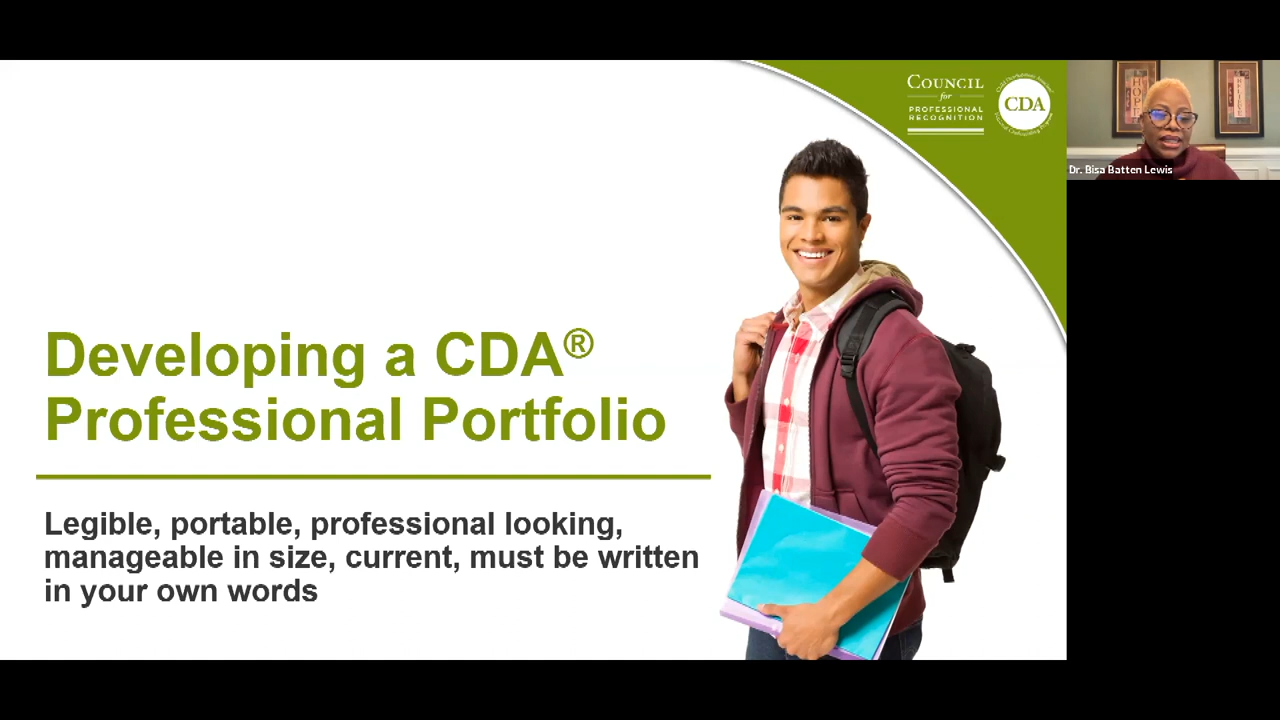 COUNCIL
for
PROFESSIONAL
RECOGNITION
CDA
Developing a CDA®
Professional Portfolio
Legible, portable, professional looking,
manageable in size, current, must be written
in your own words
Dr. Bisa Batten Lewis
HOPE